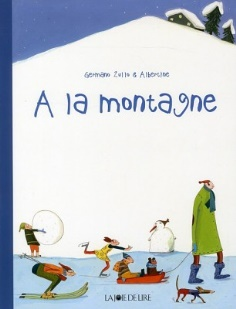 Germano Zullo & Albertine
A la montagne
LA JOIE DE LIRE